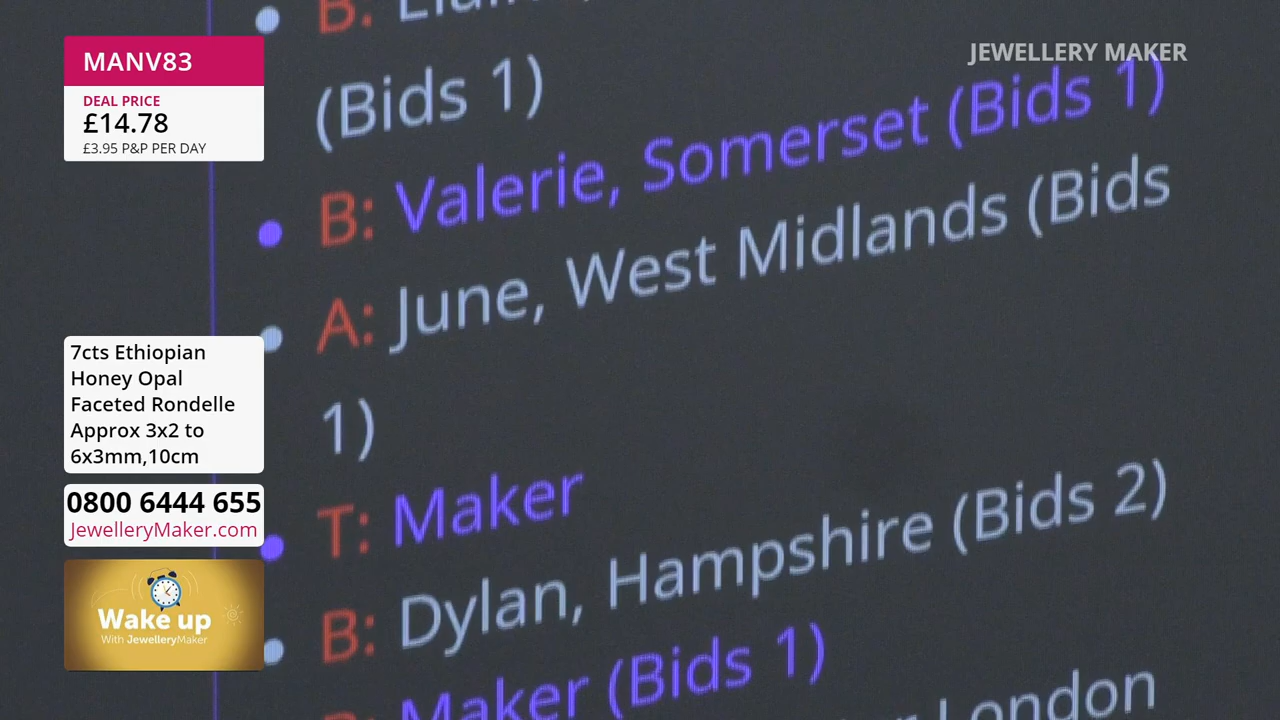 MANV83
DEAL PRICE
£14.78
£3.95 P&P PER DAY
JEWELLERY MAKER
B:
(Bids 1)
B: Valerie, Somerset (Bids 1)
A: June, West Midlands (Bids
1)
T: Maker
B: Dylan, Hampshire (Bids 2)
Maker (Bids 1)
London
7cts Ethiopian
Honey Opal
Faceted Rondelle
Approx 3x2 to
6x3mm,10cm
0800 6444 655
JewelleryMaker.com
Wake up
With JewelleryMaker